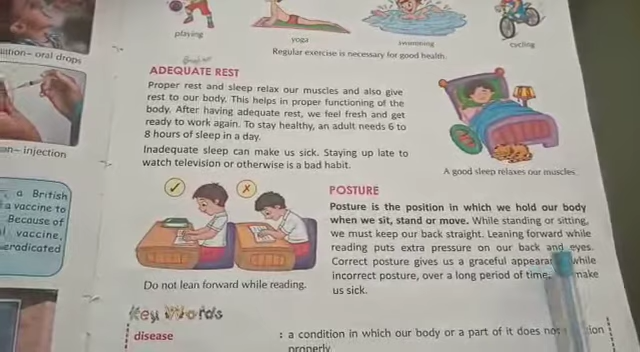 playing
yoga
swimming
cycling
Regular exercise is necessary for good health.
ation– oral drops
an– injection
a British
a vaccine to
Because of
vaccine,
eradicated
ADEQUATE REST
Proper rest and sleep relax our muscles and also give
rest to our body. This helps in proper functioning of the
body. After having adequate rest, we feel fresh and get
ready to work again. To stay healthy, an adult needs 6 to
8 hours of sleep in a day.
Inadequate sleep can make us sick. Staying up late to
watch television or otherwise is a bad habit.
A good sleep relaxes our muscles
POSTURE
Posture is the position in which we hold our body
when we sit, stand or move. While standing or sitting,
we must keep our back straight. Leaning forward while
reading puts extra pressure on our back and eyes.
Correct posture gives us a graceful while
incorrect posture, over a long period of time, make
us sick.
Do not lean forward while reading.
Key Words
disease : a condition in which our body or a part of it does not
properly